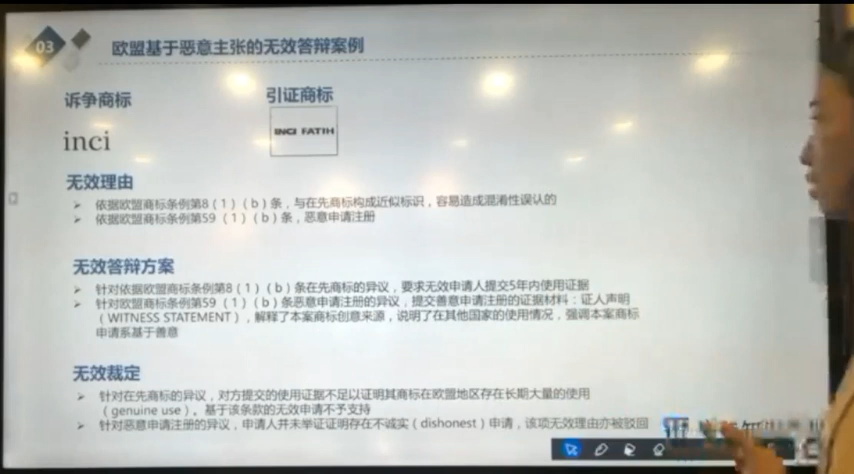 03
欧盟基于恶意主张的无效答辩案例
诉争商标
引证商标
inci
INCI FATIH
无效理由
依据欧盟商标条例第8（1）（b）条，与在先商标构成近似标识，容易造成混淆性误认的
依据欧盟商标条例第59（1）（b）条，恶意申请注册
无效答辩方案
针对依据欧盟商标条例第8（1）（b）条在先商标的异议，要求无效申请人提交5年内使用证据
针对欧盟商标条例第59（1）（b）条恶意申请注册的异议，提交善意申请注册的证据材料：证人声明
（WITNESS STATEMENT），解释了本案商标创意来源，说明了在其他国家的使用情况，强调本案商标
申请系基于善意
无效裁定
针对在先商标的异议，对方提交的使用证据不足以证明其商标在欧盟地区存在长期大量的使用
（genuine use）。基于该条款的无效申请不予支持
针对恶意申请注册的异议，申请人并未举证证明存在不诚实（dishonest）申请，该项无效理由亦被驳回